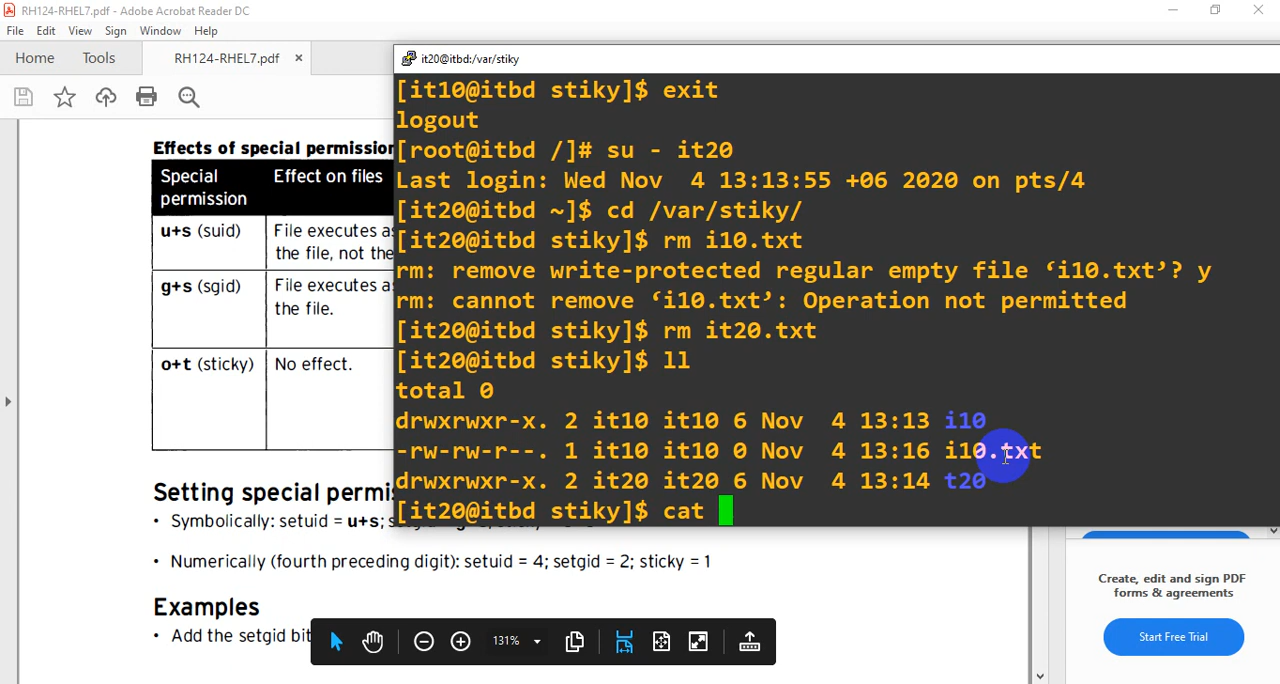 RH124-RHEL7.pdf - Adobe Acrobat Reader DC
File Edit View Sign Window Help
Home Tools RH124-RHEL7.pdf ×
it20@itbd:/var/stiky
[it10@itbd stiky]$ exit
logout
[root@itbd /]# su - it20
Last login: Wed Nov  4 13:13:55 +06 2020 on pts/4
[it20@itbd ~]$ cd /var/stiky/
[it20@itbd stiky]$ rm i10.txt
rm: remove write-protected regular empty file ‘i10.txt’? y
rm: cannot remove ‘i10.txt’: Operation not permitted
[it20@itbd stiky]$ rm it20.txt
[it20@itbd stiky]$ ll
total 0
drwxrwxr-x. 2 it10 it10 6 Nov  4 13:13 i10
-rw-rw-r--. 1 it10 it10 0 Nov  4 13:16 i10.txt
drwxrwxr-x. 2 it20 it20 6 Nov  4 13:14 t20
[it20@itbd stiky]$ cat
Effects of special permission
Special permission Effect on files
u+s (suid) File executes as
the file, not the
g+s (sgid) File executes as
the file.
o+t (sticky) No effect.
Setting special permi
• Symbolically: setuid = u+s;
• Numerically (fourth preceding digit): setuid = 4; setgid = 2; sticky = 1
Examples
• Add the setgid bit
131%
Create, edit and sign PDF
forms & agreements
Start Free Trial